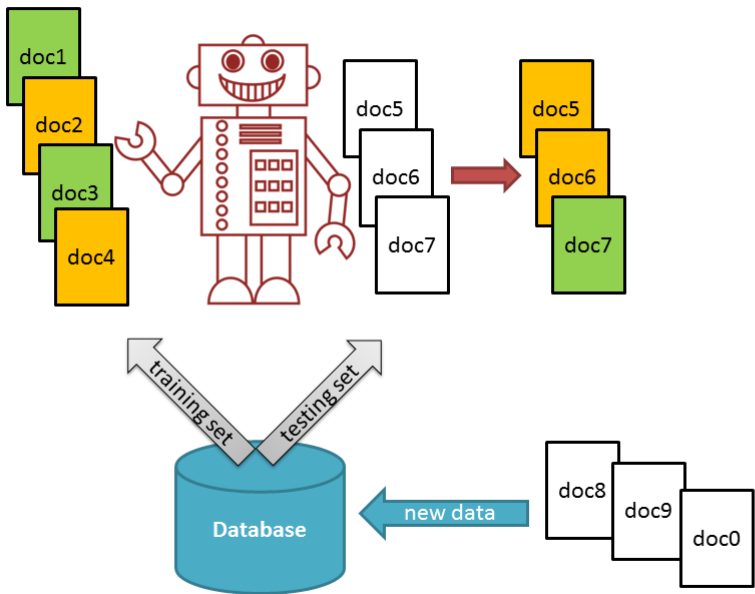 doc1
doc2
doc3
doc4
doc5
doc6
doc7
doc5
doc6
doc7
training set
testing set
Database
new data
doc8
doc9
doc0